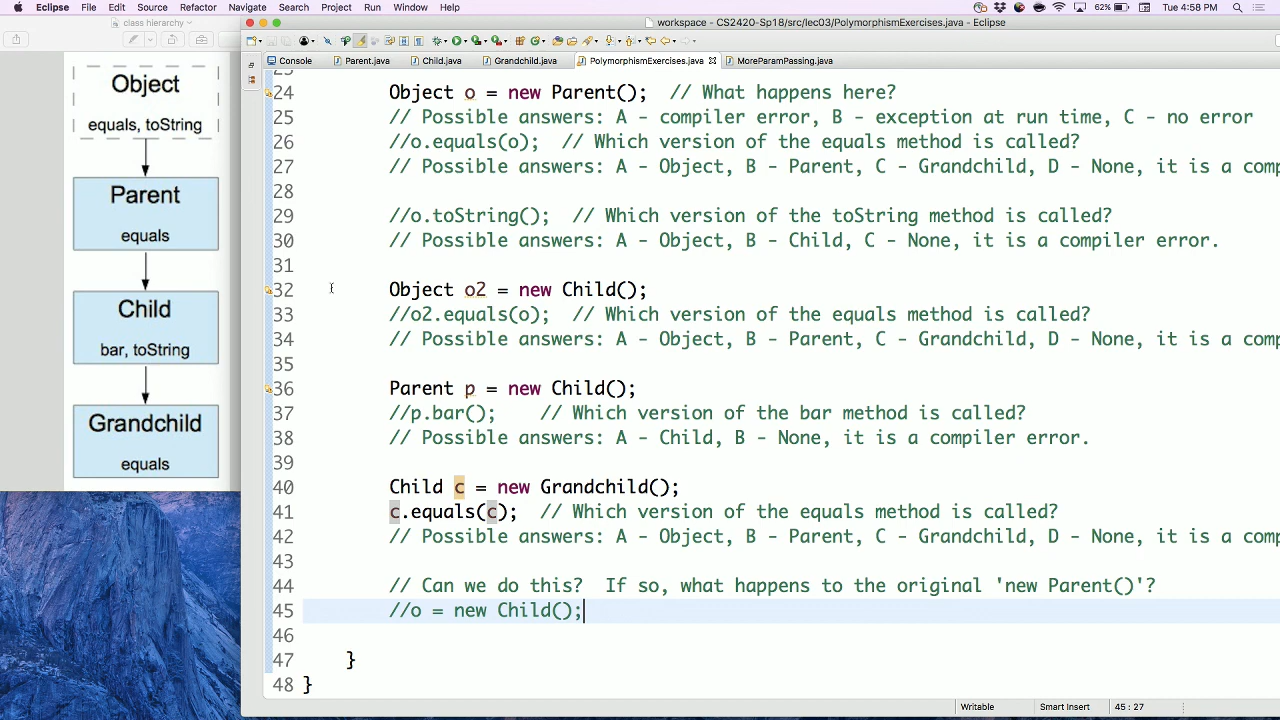 Eclipse File Edit Source Refactor Navigate Search Project Run Window Help 62% Tue 4:58 PM
class hierarchy
workspace - CS2420-Sp18/src/lec03/PolymorphismExercises.java - Eclipse
Console Parent.java Child.java Grandchild.java PolymorphismExercises.java MoreParamPassing.java
Object
equals, toString
Parent
equals
Child
bar, toString
Grandchild
equals
24 Object o = new Parent(); // What happens here?
25 // Possible answers: A - compiler error, B - exception at run time, C - no error
26 //o.equals(o); // Which version of the equals method is called?
27 // Possible answers: A - Object, B - Parent, C - Grandchild, D - None, it is a comp
28
29 //o.toString(); // Which version of the toString method is called?
30 // Possible answers: A - Object, B - Child, C - None, it is a compiler error.
31
32 Object o2 = new Child();
33 //o2.equals(o); // Which version of the equals method is called?
34 // Possible answers: A - Object, B - Parent, C - Grandchild, D - None, it is a comp
35
36 Parent p = new Child();
37 //p.bar(); // Which version of the bar method is called?
38 // Possible answers: A - Child, B - None, it is a compiler error.
39
40 Child c = new Grandchild();
41 c.equals(c); // Which version of the equals method is called?
42 // Possible answers: A - Object, B - Parent, C - Grandchild, D - None, it is a comp
43
44 // Can we do this? If so, what happens to the original 'new Parent()'?
45 //o = new Child();
46
47 }
48 }
Writable Smart Insert 45 : 27